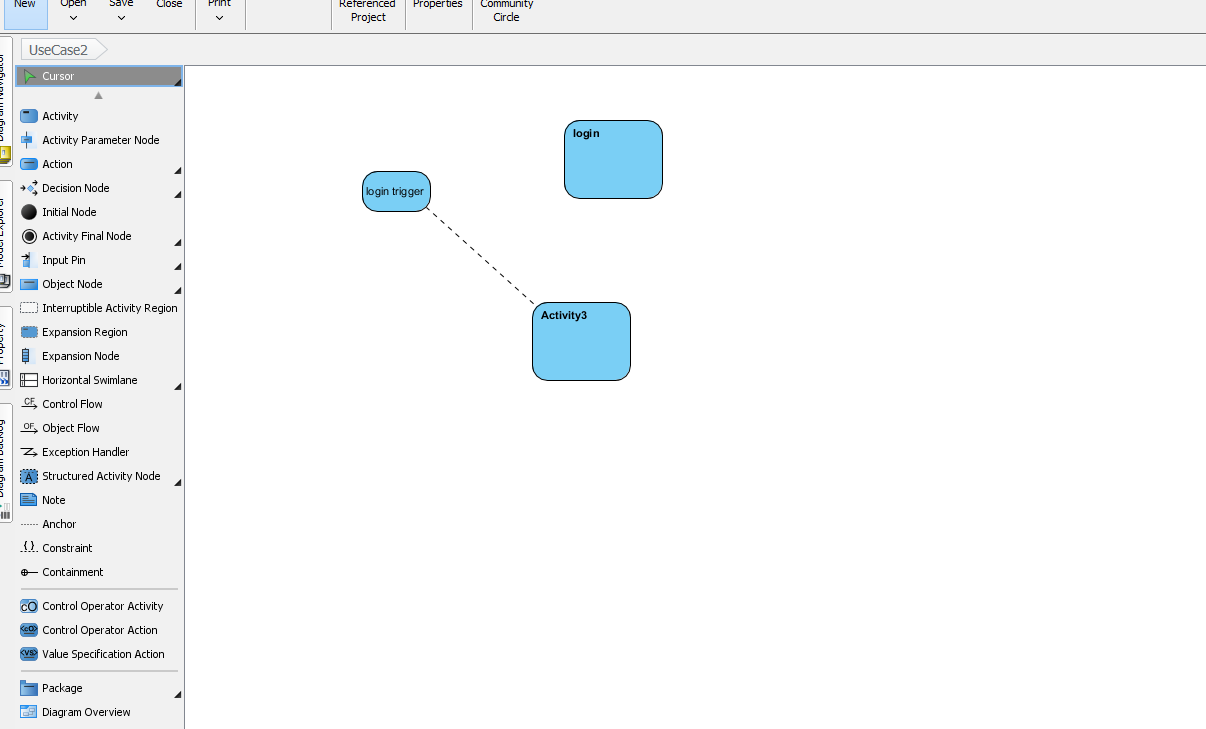 New
Open
Save
Close
Print
Referenced
Project
Properties
Community
Circle
UseCase2
Diagram Navigator
Model Explorer
Property
Diagram Backlog
Cursor
Activity
Activity Parameter Node
Action
Decision Node
Initial Node
Activity Final Node
Input Pin
Object Node
Interruptible Activity Region
Expansion Region
Expansion Node
Horizontal Swimlane
CF
Control Flow
OF
Object Flow
Exception Handler
A
Structured Activity Node
Note
Anchor
{ }
Constraint
Containment
cO
Control Operator Activity
«cO»
Control Operator Action
«VS»
Value Specification Action
Package
Diagram Overview
login
login trigger
Activity3